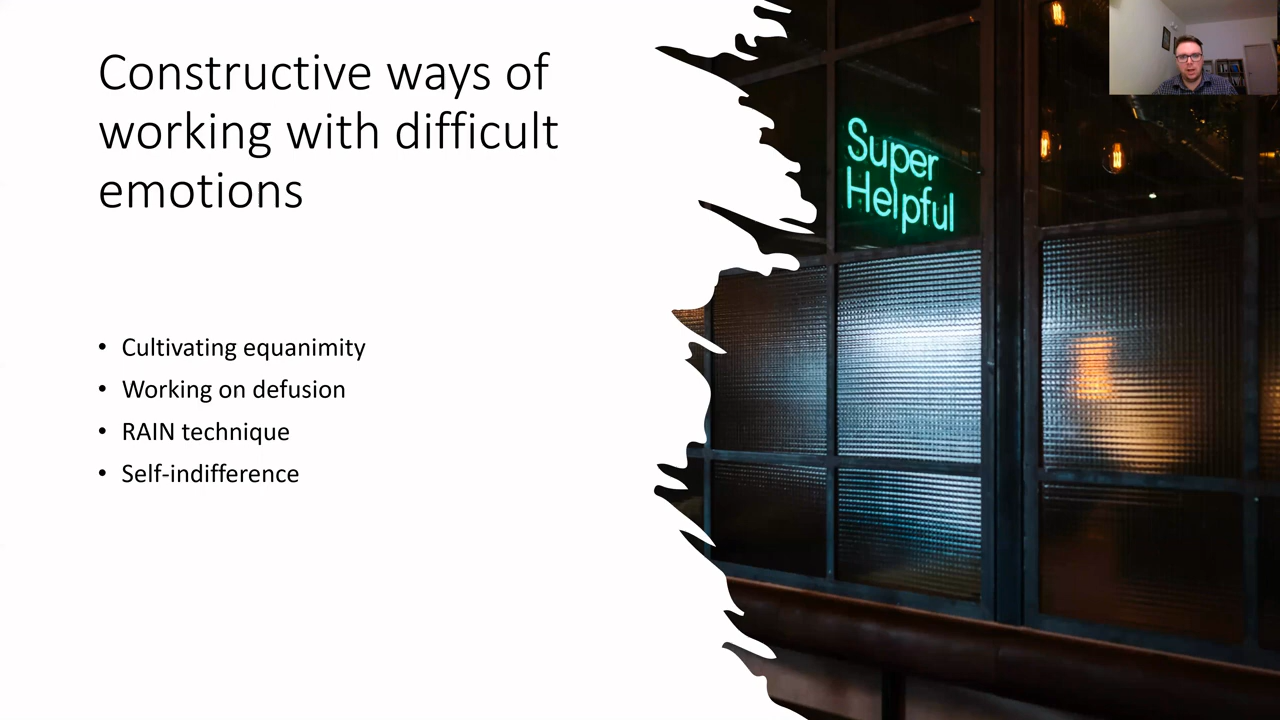 Constructive ways of
working with difficult
emotions
• Cultivating equanimity
• Working on defusion
• RAIN technique
• Self-indifference
Super
Helpful